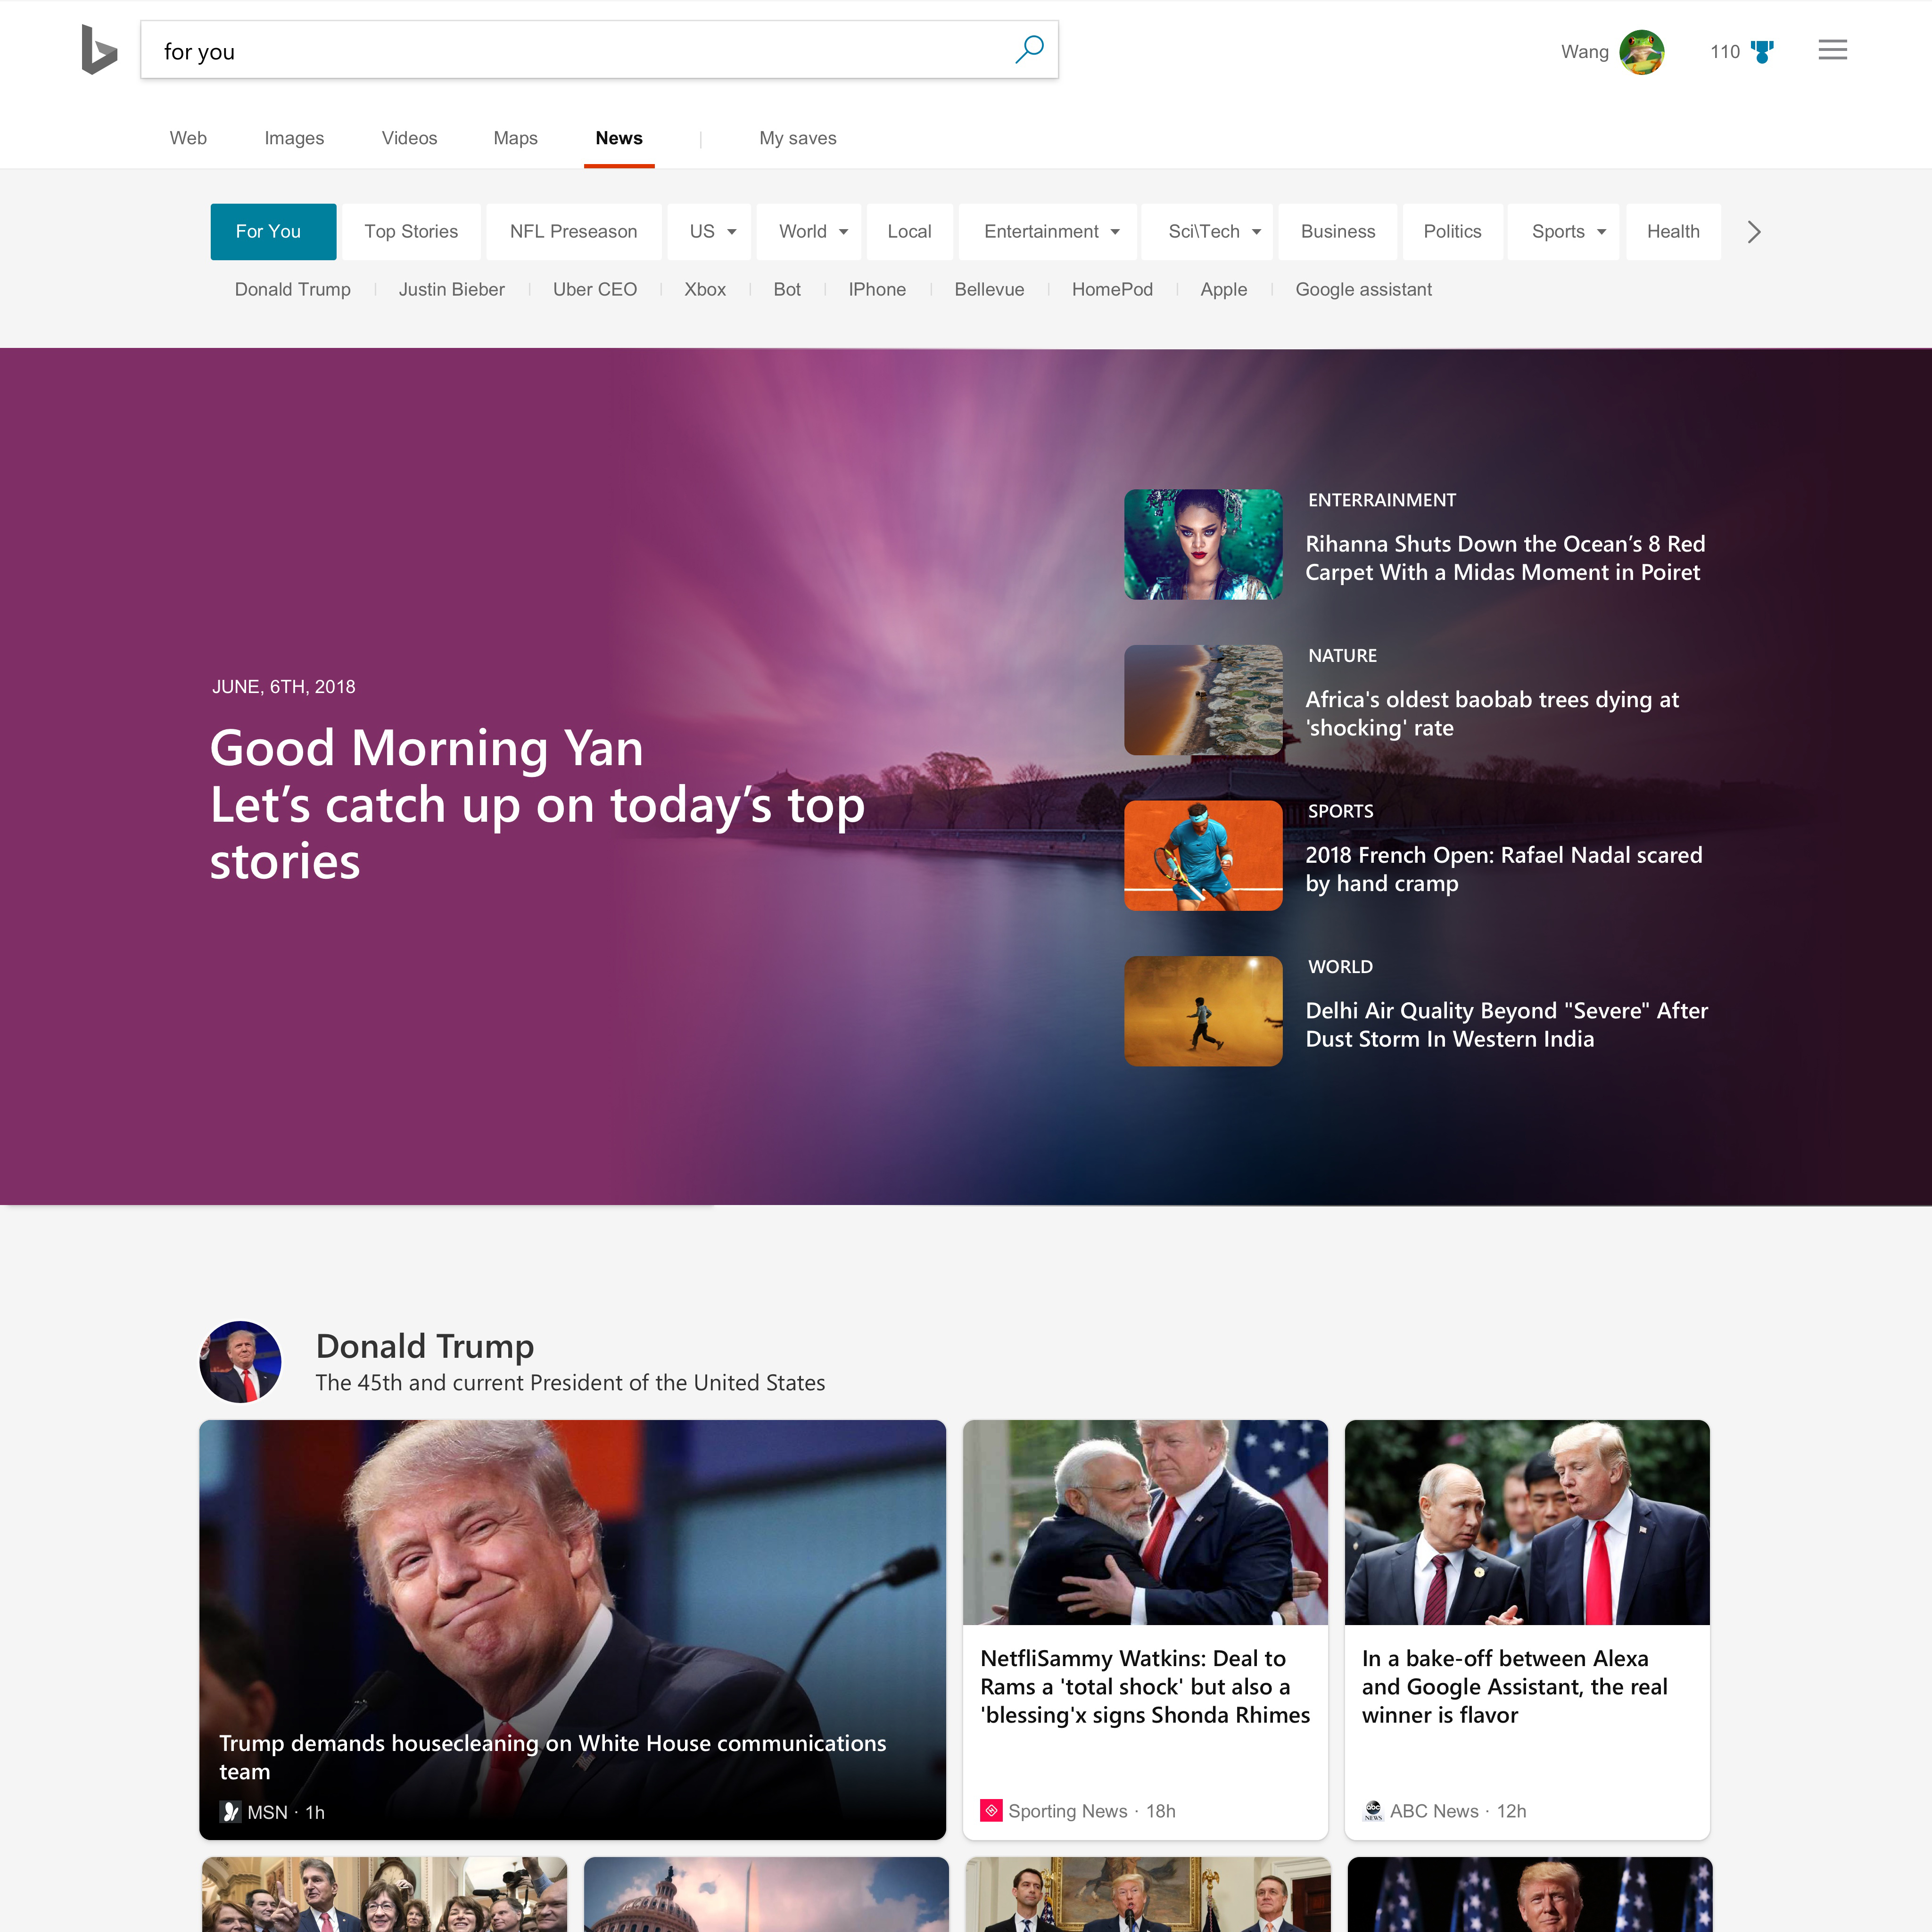 for you
Wang
110
Web
Images
Videos
Maps
News
My saves
For You
Top Stories
NFL Preseason
US
World
Local
Entertainment
Sci\Tech
Business
Politics
Sports
Health
Donald Trump
Justin Bieber
Uber CEO
Xbox
Bot
IPhone
Bellevue
HomePod
Apple
Google assistant
JUNE, 6TH, 2018
Good Morning Yan
Let’s catch up on today’s top
stories
ENTERRAINMENT
Rihanna Shuts Down the Ocean’s 8 Red
Carpet With a Midas Moment in Poiret
NATURE
Africa's oldest baobab trees dying at
'shocking' rate
SPORTS
2018 French Open: Rafael Nadal scared
by hand cramp
WORLD
Delhi Air Quality Beyond "Severe" After
Dust Storm In Western India
Donald Trump
The 45th and current President of the United States
Trump demands housecleaning on White House communications
team
MSN · 1h
NetfliSammy Watkins: Deal to
Rams a 'total shock' but also a
'blessing'x signs Shonda Rhimes
Sporting News · 18h
In a bake-off between Alexa
and Google Assistant, the real
winner is flavor
abc
NEWS
ABC News · 12h